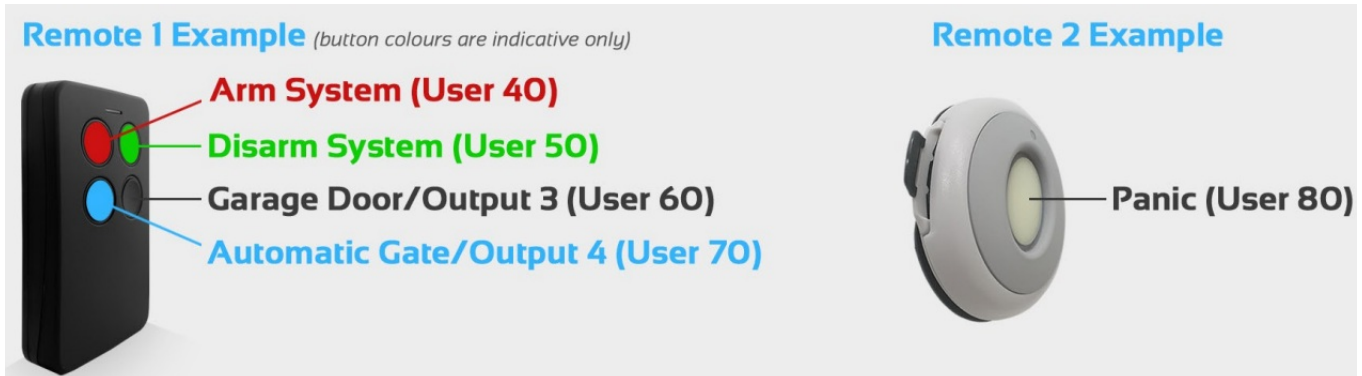 Remote 1 Example (button colours are indicative only)
Arm System (User 40)
Disarm System (User 50)
Garage Door/Output 3 (User 60)
Automatic Gate/Output 4 (User 70)
Remote 2 Example
Panic (User 80)